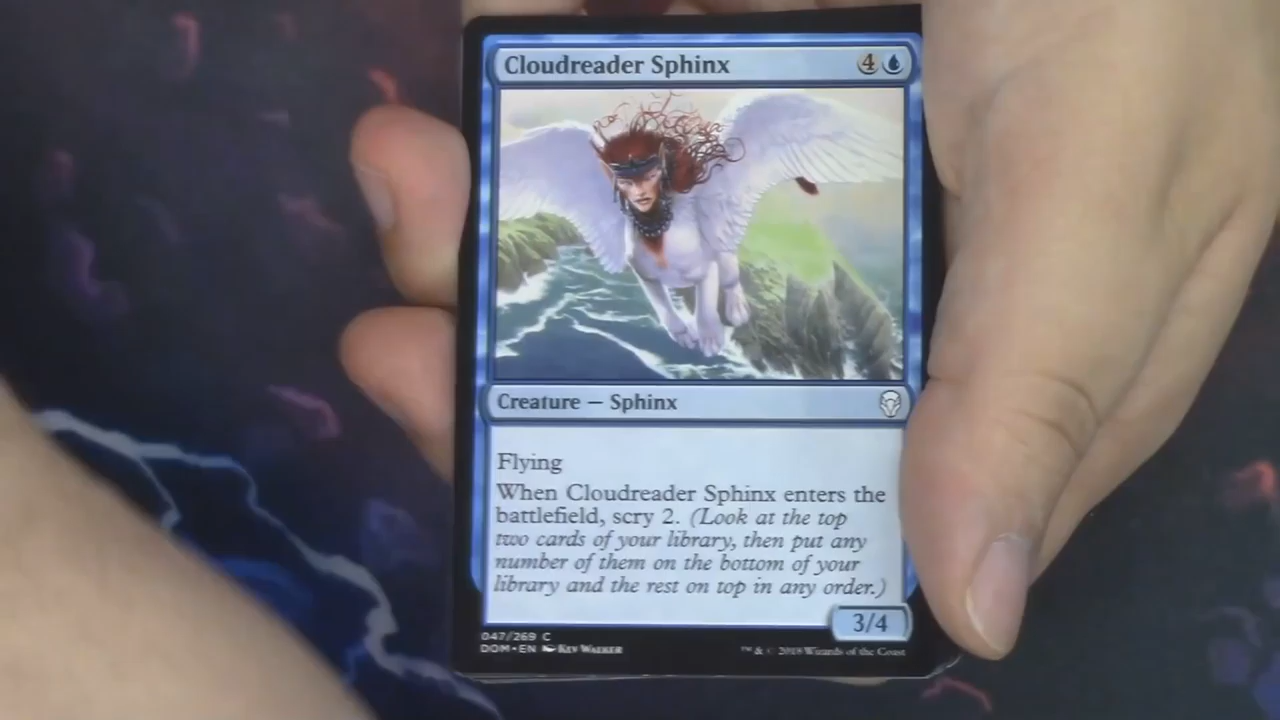 Cloudreader Sphinx 4
Creature — Sphinx
Flying
When Cloudreader Sphinx enters the
battlefield, scry 2. (Look at the top
two cards of your library, then put any
number of them on the bottom of your
library and the rest on top in any order.)
3/4
047/269 C
DOM • EN Kev Walker
™ & © 2018 Wizards of the Coast